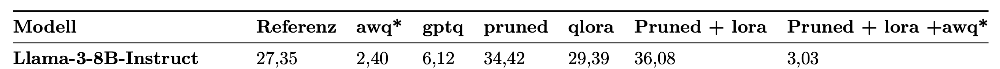 Modell Referenz awq* gptq pruned qlora Pruned + lora Pruned + lora +awq*
Llama-3-8B-Instruct 27,35 2,40 6,12 34,42 29,39 36,08 3,03